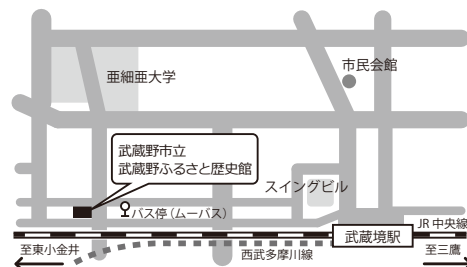 亜細亜大学
市民会館
武蔵野市立
武蔵野ふるさと歴史館
スイングビル
バス停（ムーバス）
JR 中央線
武蔵境駅
至東小金井
西武多摩川線
至三鷹